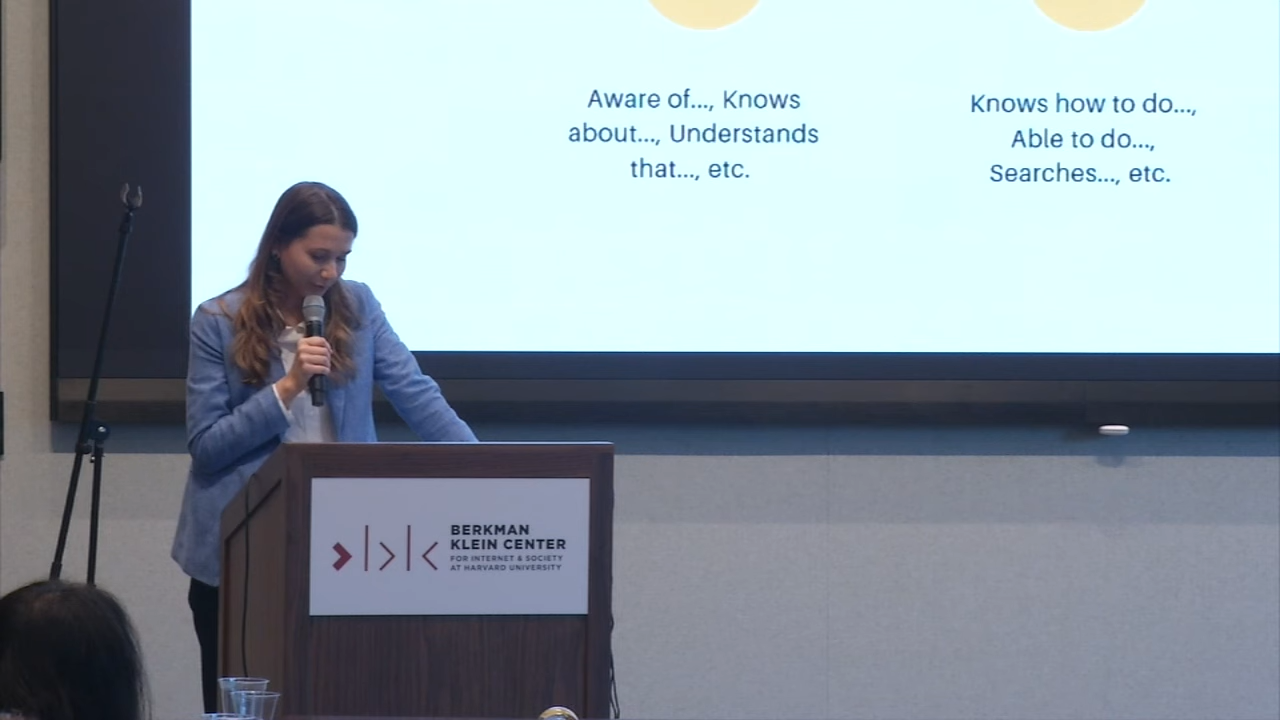 Aware of..., Knows
about..., Understands
that..., etc.
Knows how to do...,
Able to do...,
Searches..., etc.
BERKMAN
KLEIN CENTER
FOR INTERNET & SOCIETY
AT HARVARD UNIVERSITY